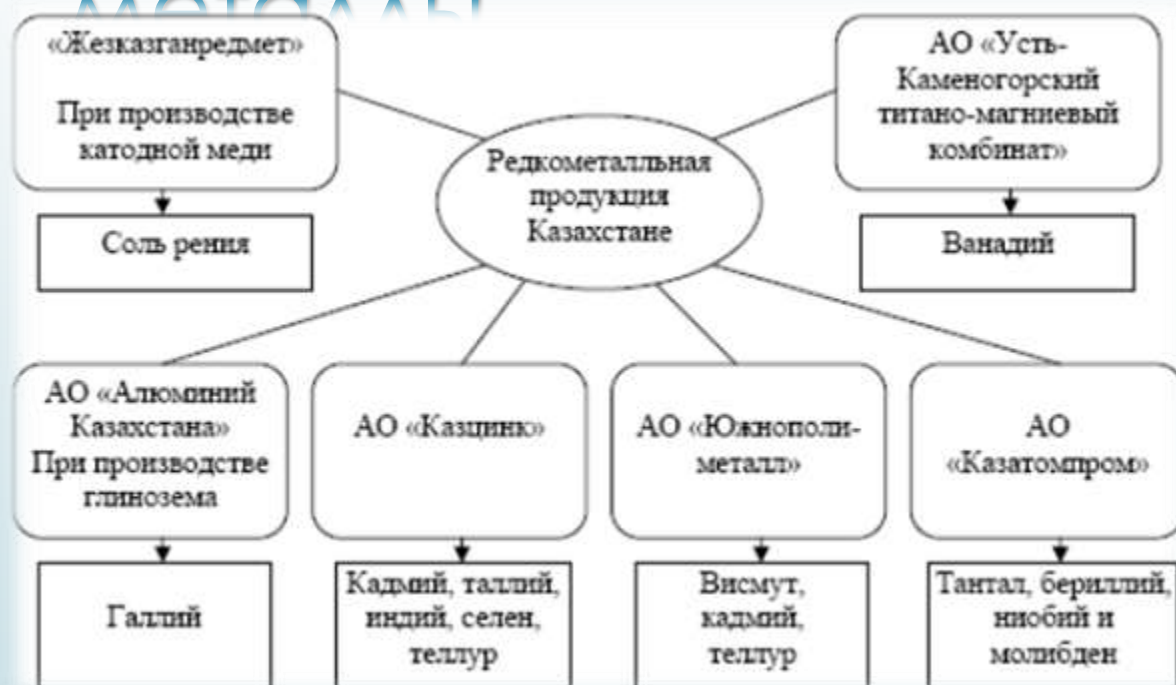 металлы
«Жезказганредмет»
При производстве
катодной меди
Соль рения
АО «Усть-
Каменогорский
титано-магниевый
комбинат»
Ванадий
Редкометалльная
продукция
Казахстане
АО «Алюминий
Казахстана»
При производстве
глинозема
Галлий
АО «Казцинк»
Кадмий, таллий,
индий, селен,
теллур
АО «Южнополи-
металл»
Висмут,
кадмий,
теллур
АО
«Казатомпром»
Тантал, бериллий,
ниобий и
молибден